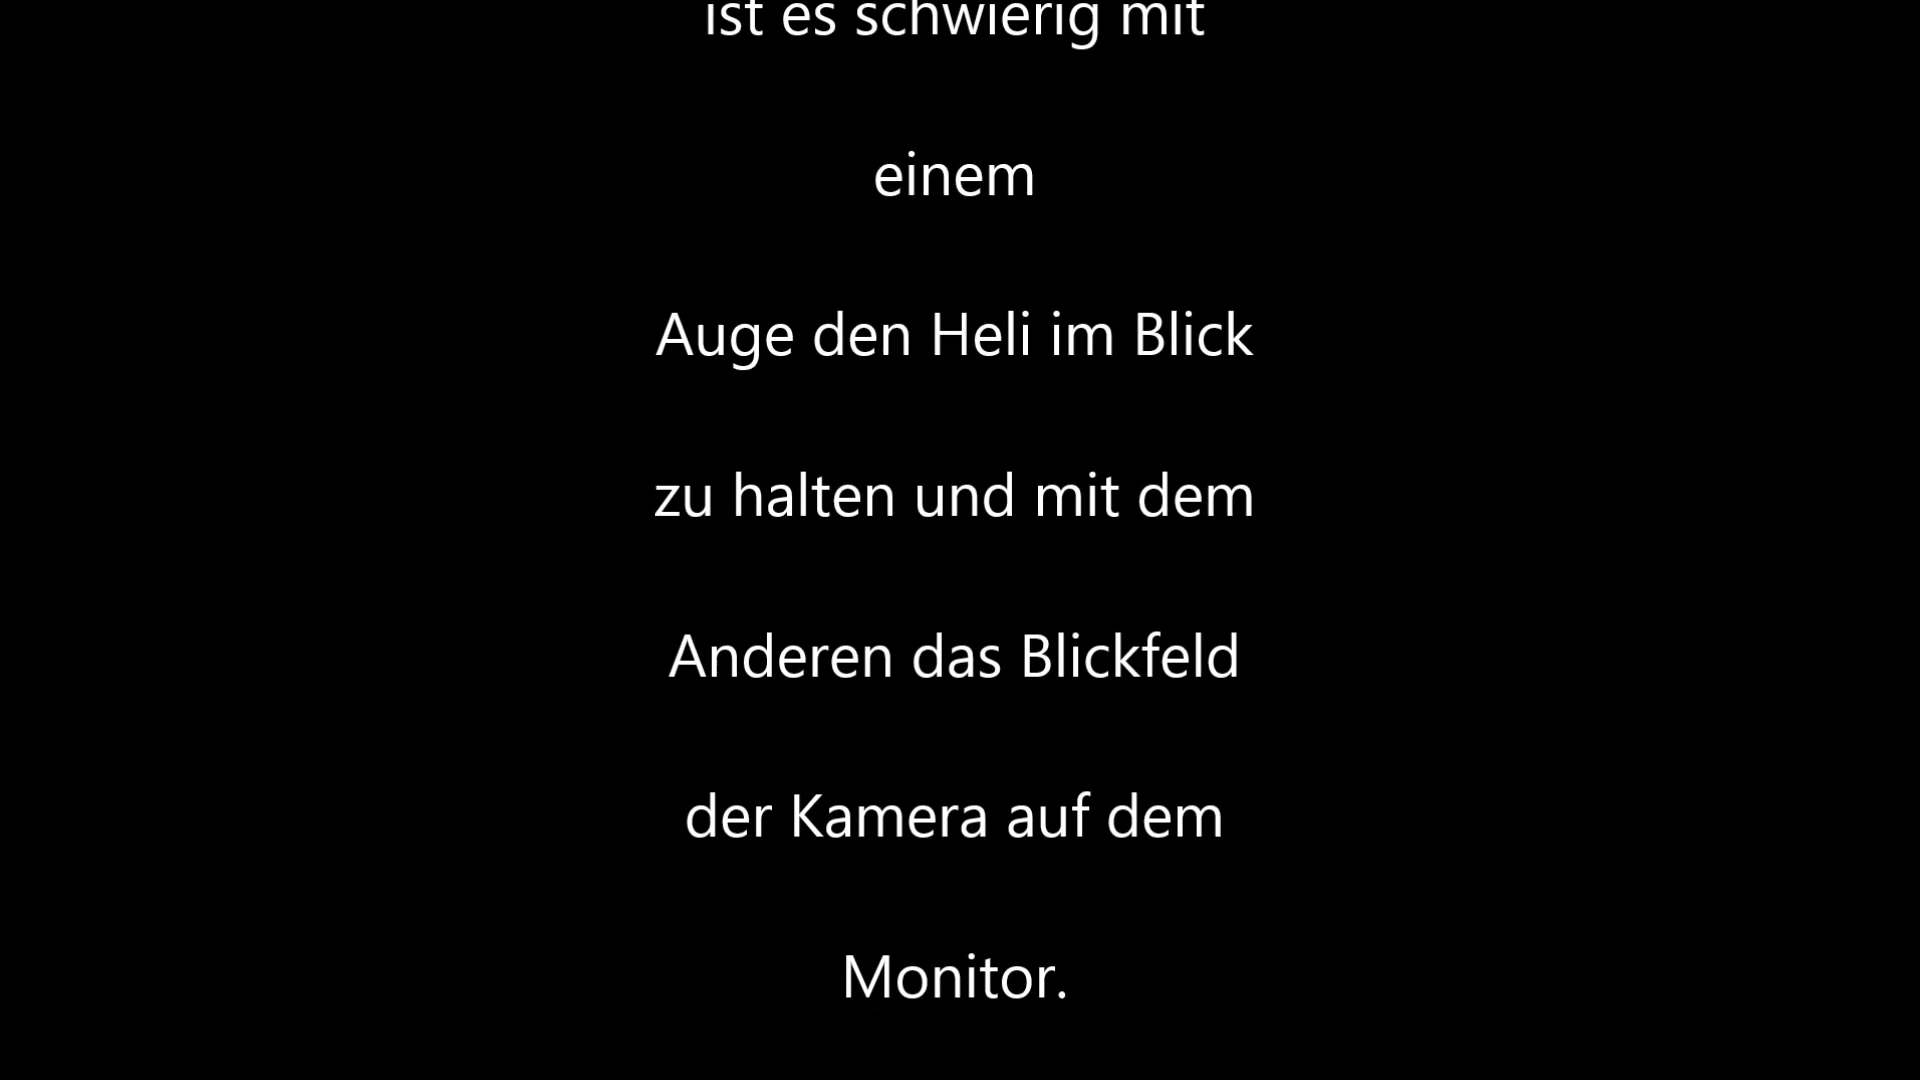 ist es schwierig mit
einem
Auge den Heli im Blick
zu halten und mit dem
Anderen das Blickfeld
der Kamera auf dem
Monitor.